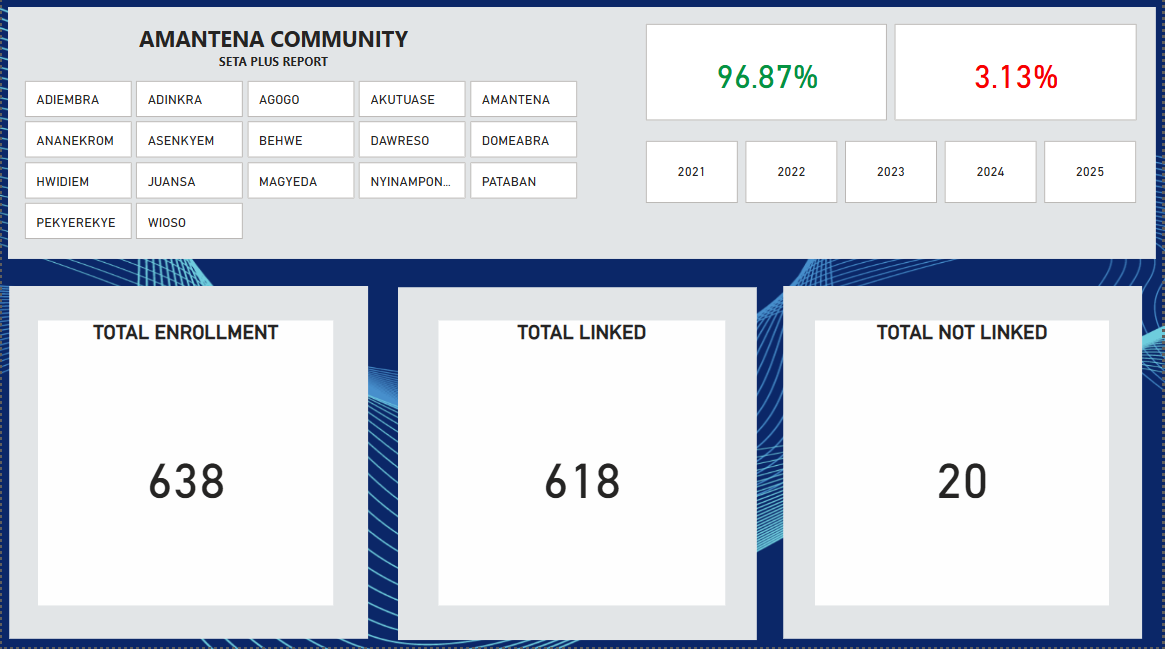 AMANTENA COMMUNITY
SETA PLUS REPORT
96.87%
3.13%
ADIEMBRA
ADINKRA
AGOGO
AKUTUASE
AMANTENA
ANANEKROM
ASENKYEM
BEHWE
DAWRESO
DOMEABRA
HWIDIEM
JUANSA
MAGYEDA
NYINAMPON...
PATABAN
PEKYEREKYE
WIOSO
2021
2022
2023
2024
2025
TOTAL ENROLLMENT
638
TOTAL LINKED
618
TOTAL NOT LINKED
20